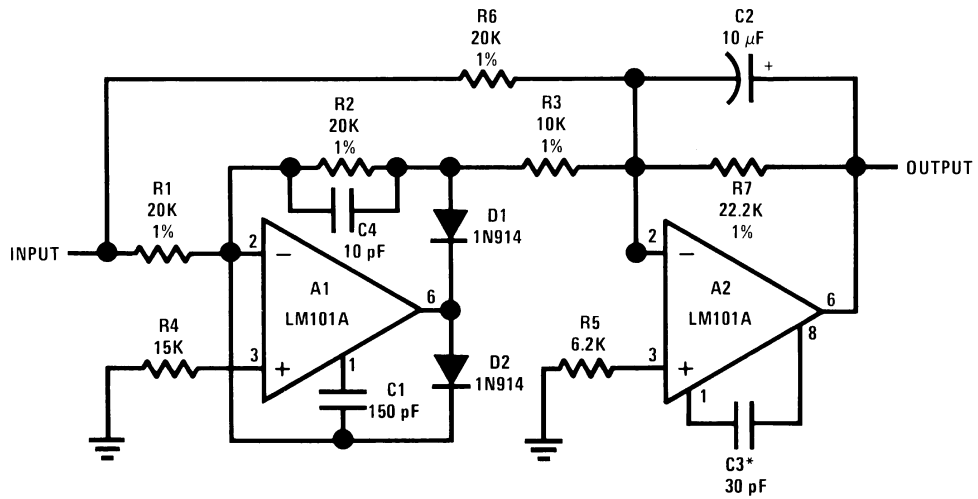 R6
20K
1%
C2
10 μF
+
R2
20K
1%
R3
10K
1%
OUTPUT
R1
20K
1%
C4
10 pF
D1
1N914
R7
22.2K
1%
INPUT
2
−
A1
LM101A
6
2
−
A2
LM101A
6
8
R4
15K
3
+
1
D2
1N914
R5
6.2K
3
+
1
C1
150 pF
C3*
30 pF